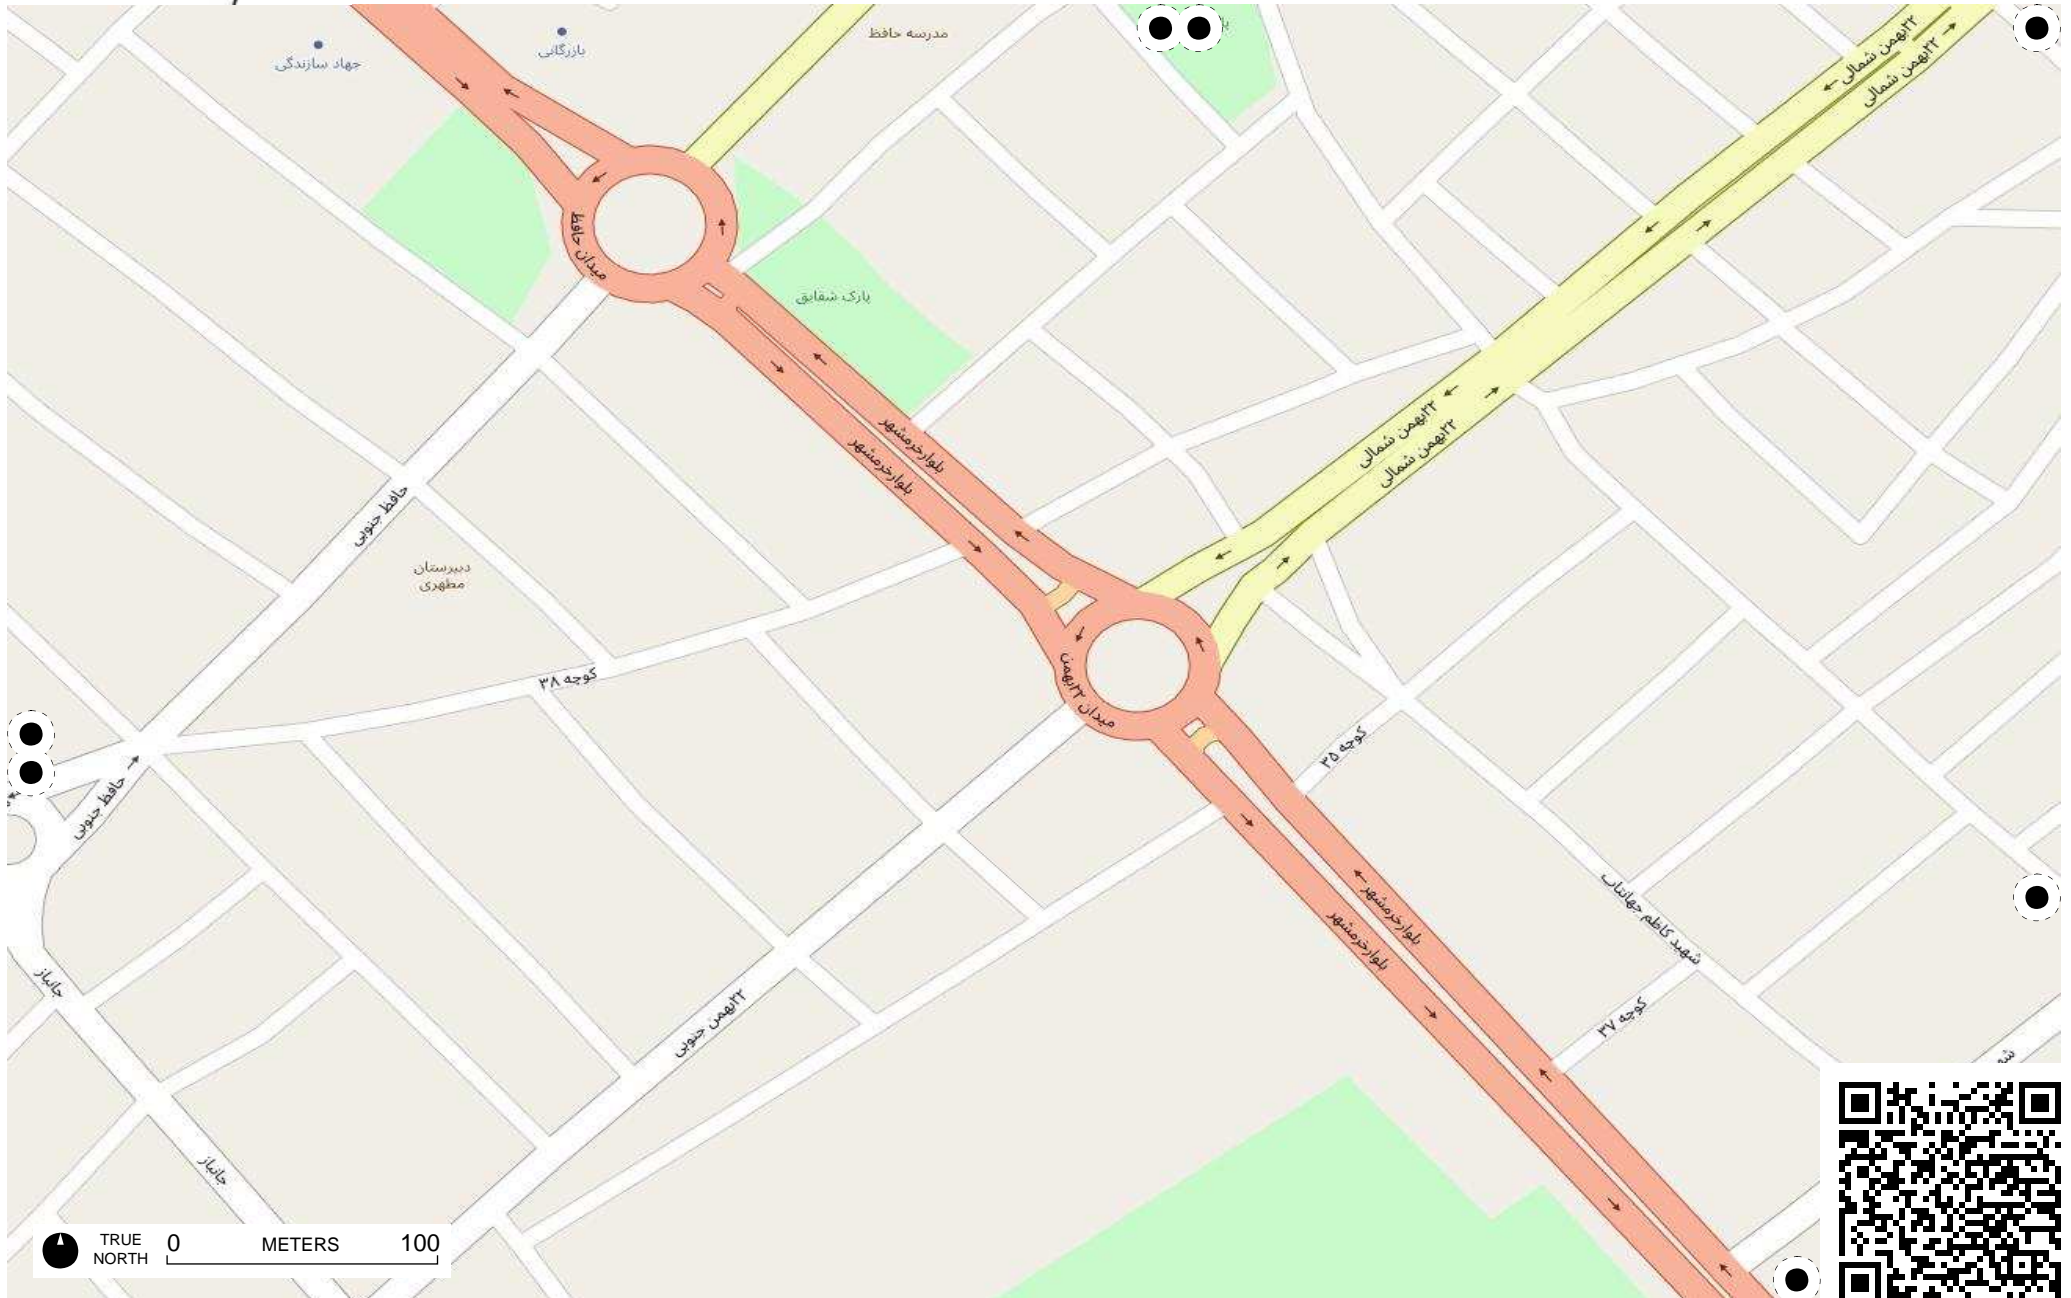 مدرسه حافظ
بازرگانی
جهاد سازندگی
۲۲بهمن شمالی
۲۲بهمن شمالی
میدان حافظ
پارک شقایق
بلوارخرمشهر
بلوارخرمشهر
۲۲بهمن شمالی
۲۲بهمن شمالی
حافظ جنوبی
دبیرستان
مطهری
کوچه ۳۸
میدان ۲۲بهمن
کوچه ۳۵
حافظ جنوبی
بلوارخرمشهر
بلوارخرمشهر
شهید کاظم جهانتاب
جانباز
۲۲بهمن جنوبی
کوچه ۳۷
جانباز
TRUE
NORTH
0 METERS 100